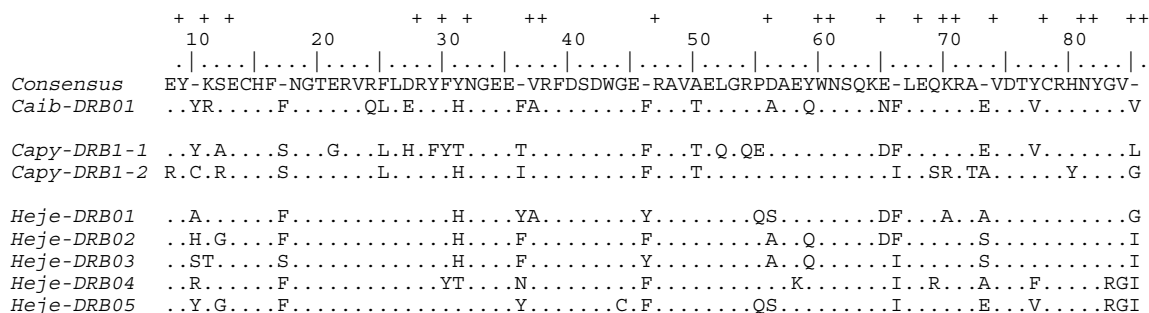 + + + + + + ++ + + ++ + + ++ + + ++ ++
10 20 30 40 50 60 70 80
.|....|....|....|....|....|....|....|....|....|....|....|....|....|....|....|.
Consensus EY-KSECHF-NGTERVRFLDRYFYNGEE-VRFDSDWGE-RAVAELGRPDAEYWNSQKE-LEQKRA-VDTYCRHNYGV-
Caib-DRB01 ..YR.....F......QL.E...H....FA........F...T.....A..Q.....NF......E...V.......V
Capy-DRB1-1 ..Y.A....S...G...L.H.FYT....T.........F...T.Q.QE.........DF......E...V.......L
Capy-DRB1-2 R.C.R....S.......L.....H....I.........F...T..............I..SR.TA......Y....G
Heje-DRB01 ..A......F.............H....YA........Y........QS........DF...A..A...........G
Heje-DRB02 ..H.G....F.............H....F.........F.........A..Q.....DF......S...........I
Heje-DRB03 ..ST.....F.............H....F.........Y.........A..Q......I......S...........I
Heje-DRB04 ..R......F............YT....N.........F...........K.......I..R...A...F.....RGI
Heje-DRB05 ..Y.G....F..................Y.......C.F........QS.........I......E...V.....RGI